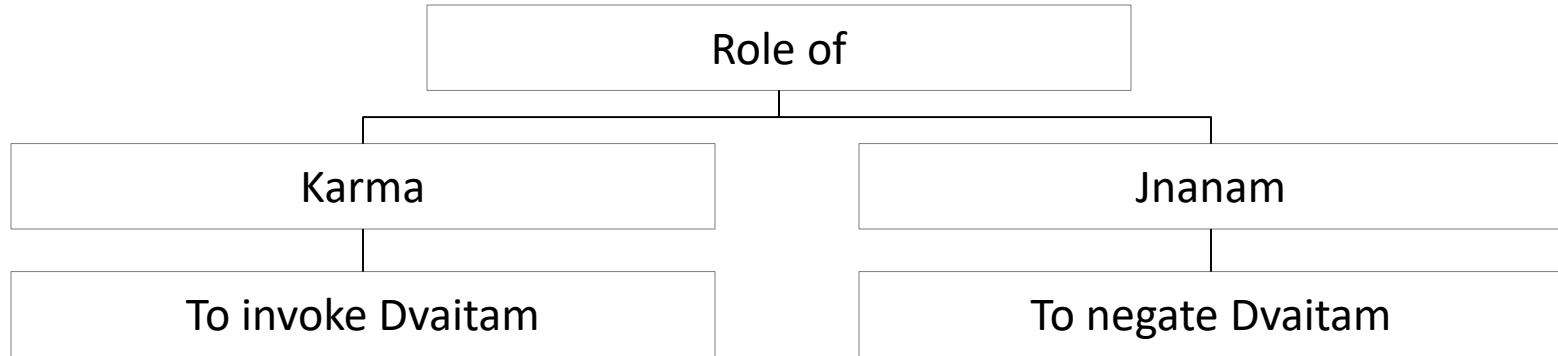 Role of
Karma
Jnanam
To invoke Dvaitam
To negate Dvaitam